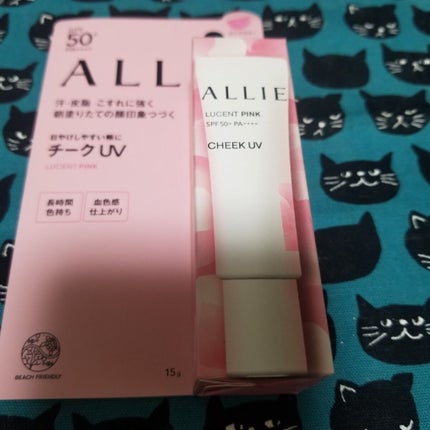 SPF
50+
ALL
汗・皮脂 こすれに強く
朝塗りたての顔印象つづく
日やけしやすい頬に
チークUV
LUCENT PINK
長時間
色持ち
血色感
仕上がり
BEACH FRIENDLY
15g
ALLIE
LUCENT PINK
SPF50+ PA++++
CHEEK UV